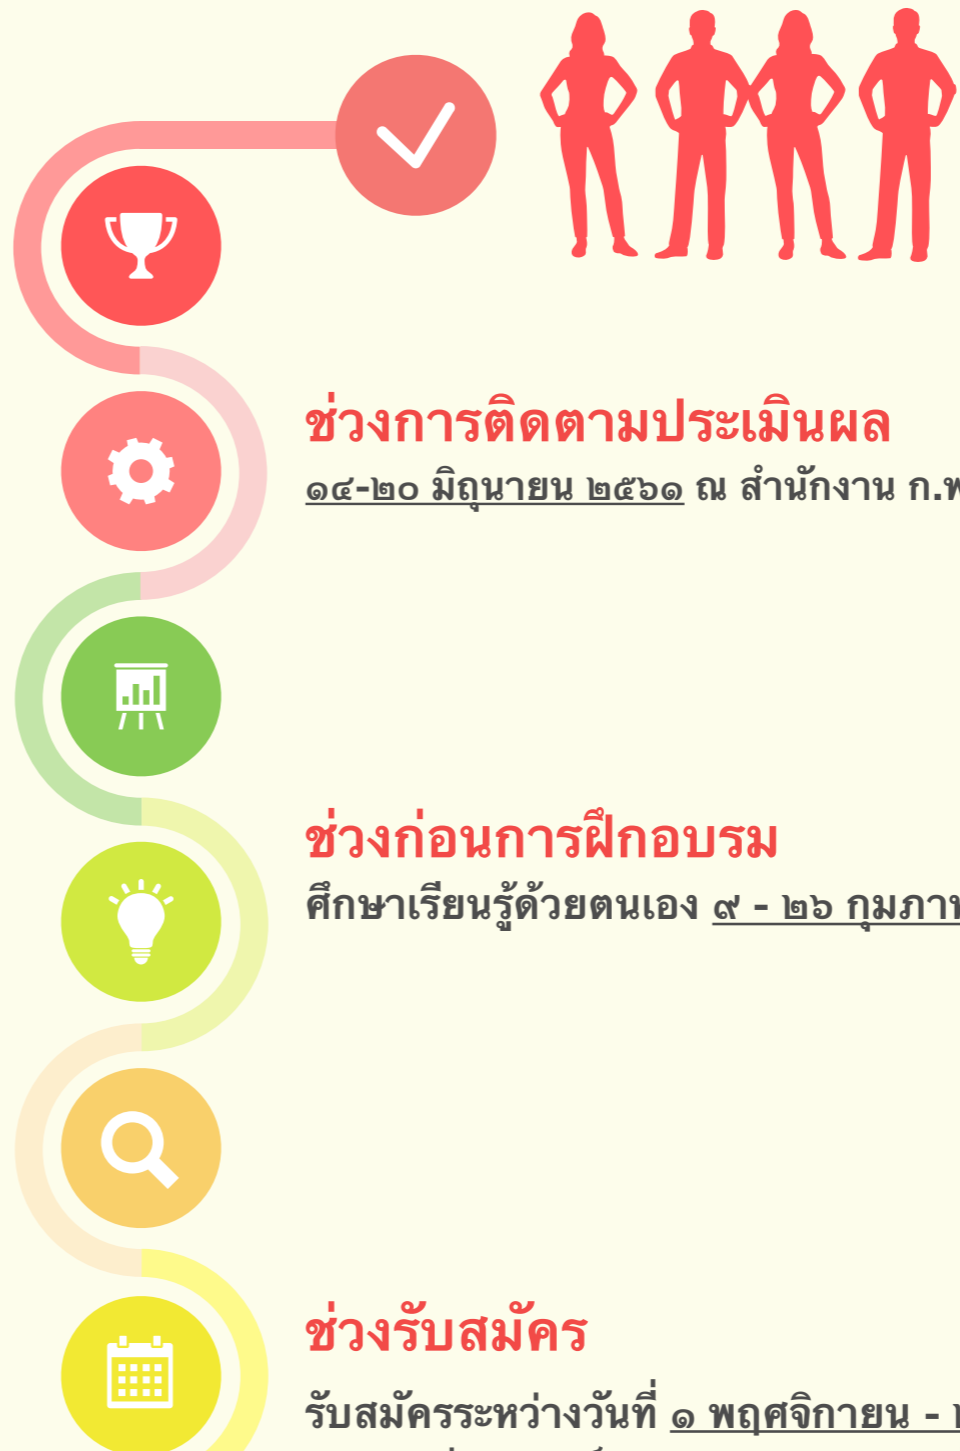 ช่วงการติดตามประเมินผล
๑๔-๒๐ มิถุนายน ๒๕๖๑ ณ สำนักงาน
ช่วงก่อนการฝึกอบรม
ศึกษาเรียนรู้ด้วยตนเอง ๙ - ๒๖
ช่วงรับสมัคร
รับสมัครระหว่างวันที่ ๑ พฤศจิกายน -